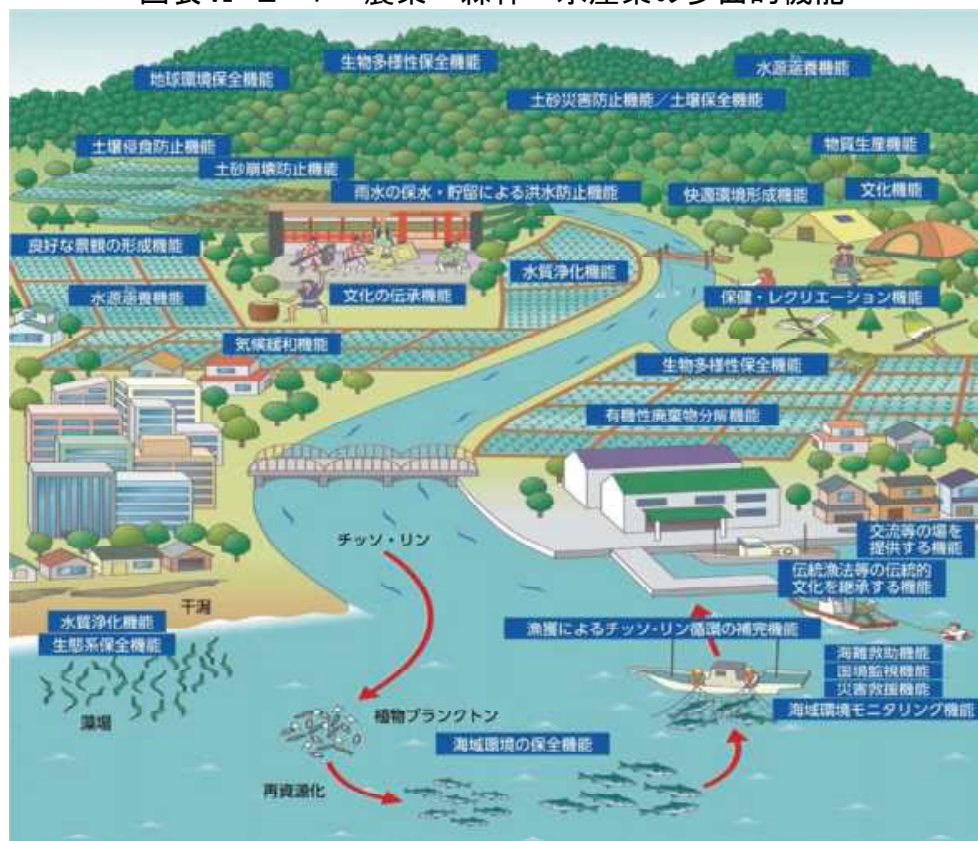 生物多様性保全機能
水源涵養機能
地球環境保全機能
土砂災害防止機能／土壌保全機能
土壌侵食防止機能
物質生産機能
土砂崩壊防止機能
雨水の保水・貯留による洪水防止機能
快適環境形成機能
文化機能
良好な景観の形成機能
水質浄化機能
水源涵養機能
文化の伝承機能
保健・レクリエーション機能
気候緩和機能
生物多様性保全機能
有機性廃棄物分解機能
チッソ・リン
交流等の場を
提供する機能
伝統漁法等の伝統的
文化を継承する機能
干潟
水質浄化機能
生態系保全機能
漁獲によるチッソ・リン循環の補完機能
海難救助機能
国境監視機能
災害救援機能
海域環境モニタリング機能
藻場
植物プランクトン
海域環境の保全機能
再資源化